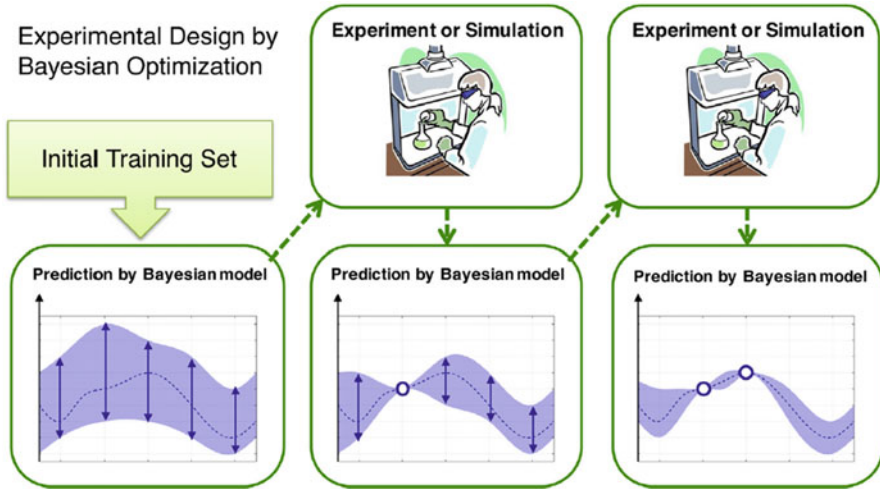 Experimental Design by
Bayesian Optimization
Initial Training Set
Experiment or Simulation
Experiment or Simulation
Prediction by Bayesian model
Prediction by Bayesian model
Prediction by Bayesian model